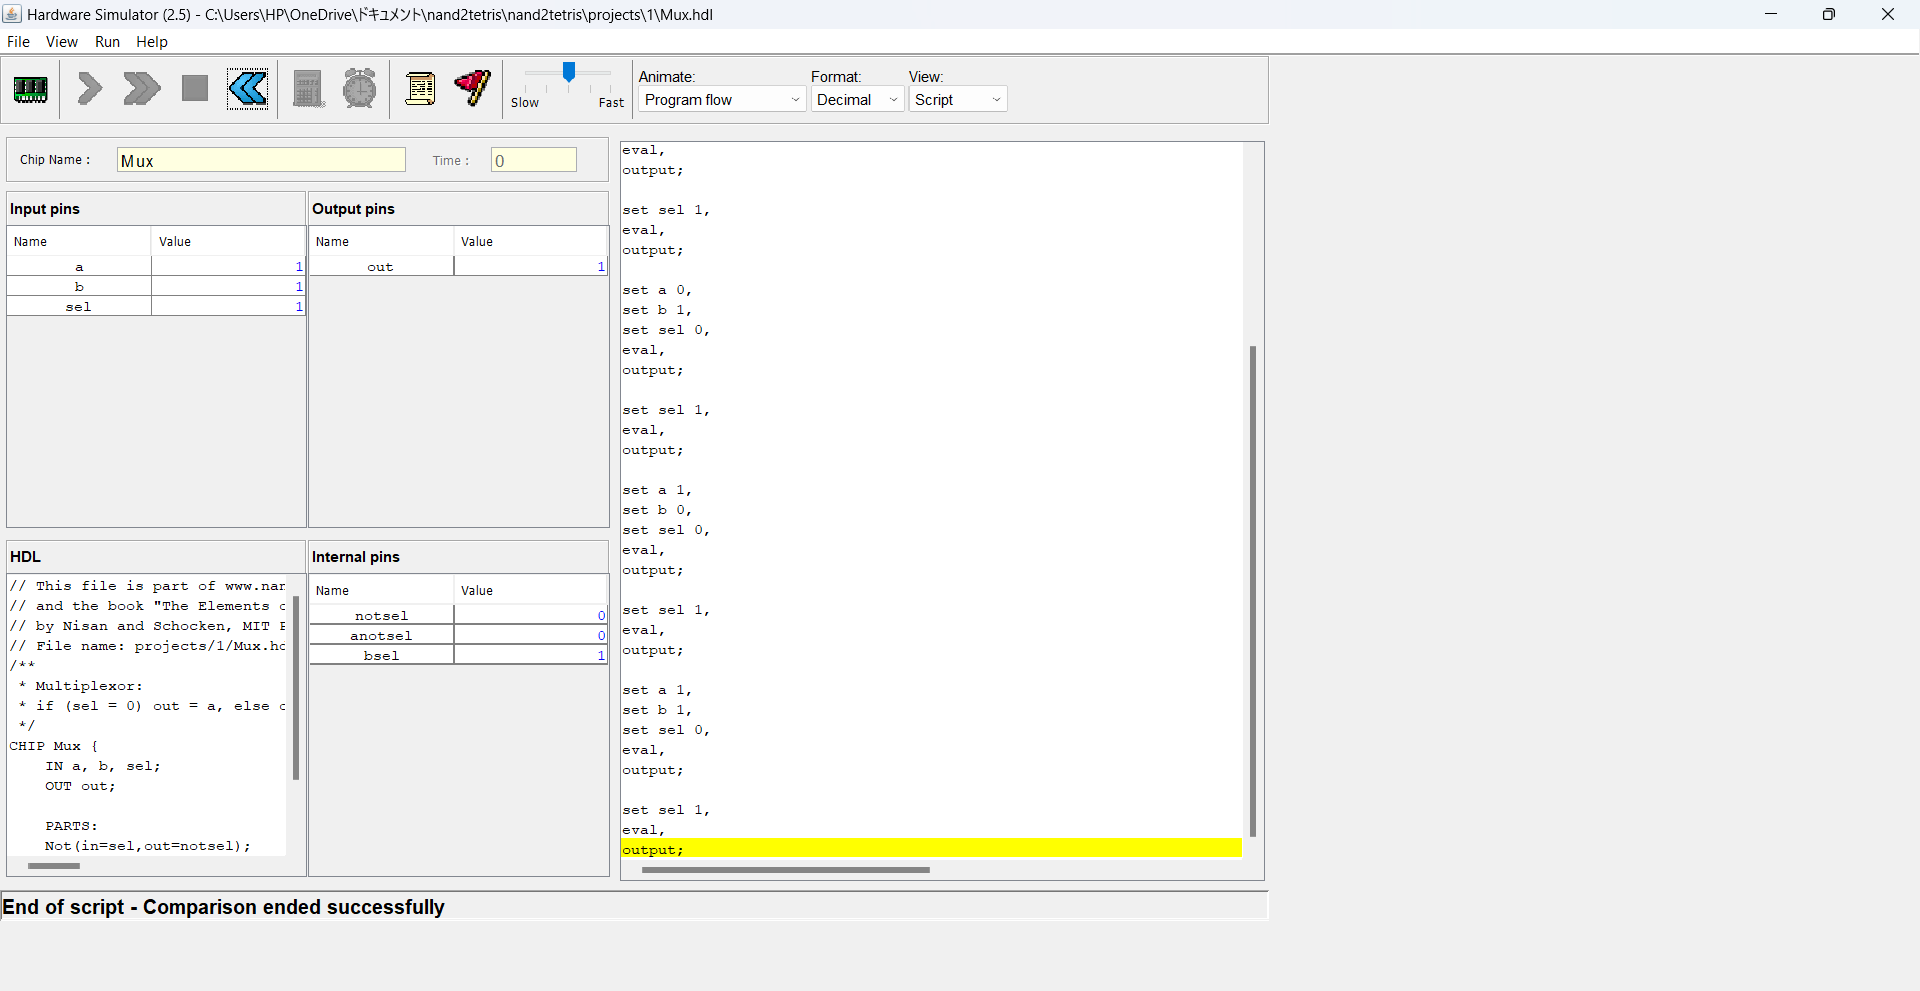 Hardware Simulator (2.5) - C:\Users\HP\OneDrive\ドキュメント\nand2tetris\nand2tetris\projects\1\Mux.hdl
File View Run Help
Slow Fast
Animate: Format: View:
Program flow Decimal Script
Chip Name : Mux Time : 0
Input pins
Name Value
a 1
b 1
sel 1
Output pins
Name Value
out 1
HDL
// This file is part of www.nan
// and the book "The Elements o
// by Nisan and Schocken, MIT P
// File name: projects/1/Mux.hd
/**
* Multiplexor:
* if (sel = 0) out = a, else o
*/
CHIP Mux {
IN a, b, sel;
OUT out;
PARTS:
Not(in=sel,out=notsel);
Internal pins
Name Value
notsel 0
anotsel 0
bsel 1
eval,
output;
set sel 1,
eval,
output;
set a 0,
set b 1,
set sel 0,
eval,
output;
set sel 1,
eval,
output;
set a 1,
set b 0,
set sel 0,
eval,
output;
set sel 1,
eval,
output;
set a 1,
set b 1,
set sel 0,
eval,
output;
set sel 1,
eval,
output;
End of script - Comparison ended successfully